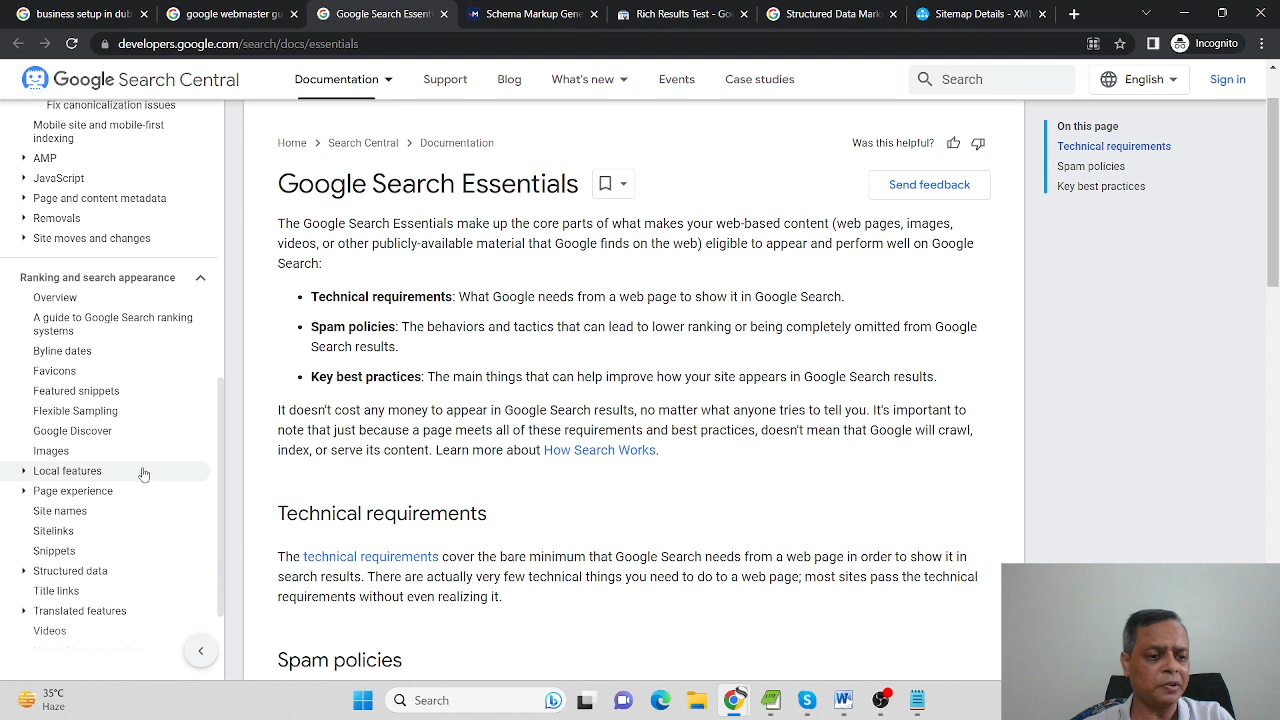 business setup in dub
google webmaster gu
Google Search Essenti
Schema Markup Gene
Rich Results Test - Go
Structured Data Mark
Sitemap Details - XML
developers.google.com/search/docs/essentials
Incognito
Google Search Central
Documentation
Support
Blog
What's new
Events
Case studies
Search
English
Sign in
Fix canonicalization issues
Mobile site and mobile-first
indexing
AMP
JavaScript
Page and content metadata
Removals
Site moves and changes
Ranking and search appearance
Overview
A guide to Google Search ranking
systems
Byline dates
Favicons
Featured snippets
Flexible Sampling
Google Discover
Images
Local features
Page experience
Site names
Sitelinks
Snippets
Structured data
Title links
Translated features
Videos
Home > Search Central > Documentation
Was this helpful?
Google Search Essentials
Send feedback
The Google Search Essentials make up the core parts of what makes your web-based content (web pages, images,
videos, or other publicly-available material that Google finds on the web) eligible to appear and perform well on Google
Search:
• Technical requirements: What Google needs from a web page to show it in Google Search.
• Spam policies: The behaviors and tactics that can lead to lower ranking or being completely omitted from Google
Search results.
• Key best practices: The main things that can help improve how your site appears in Google Search results.
It doesn't cost any money to appear in Google Search results, no matter what anyone tries to tell you. It's important to
note that just because a page meets all of these requirements and best practices, doesn't mean that Google will crawl,
index, or serve its content. Learn more about How Search Works.
Technical requirements
The technical requirements cover the bare minimum that Google Search needs from a web page in order to show it in
search results. There are actually very few technical things you need to do to a web page; most sites pass the technical
requirements without even realizing it.
Spam policies
On this page
Technical requirements
Spam policies
Key best practices
35°C
Haze
Search